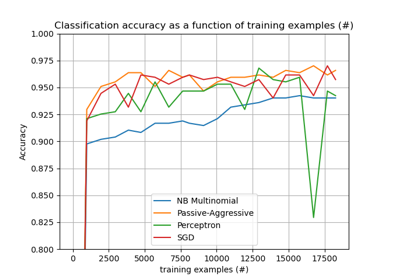 Classification accuracy as a function of training examples (#)
1.000
0.975
0.950
0.925
0.900
0.875
0.850
0.825
0.800
Accuracy
NB Multinomial
Passive-Aggressive
Perceptron
SGD
0 2500 5000 7500 10000 12500 15000 17500
training examples (#)